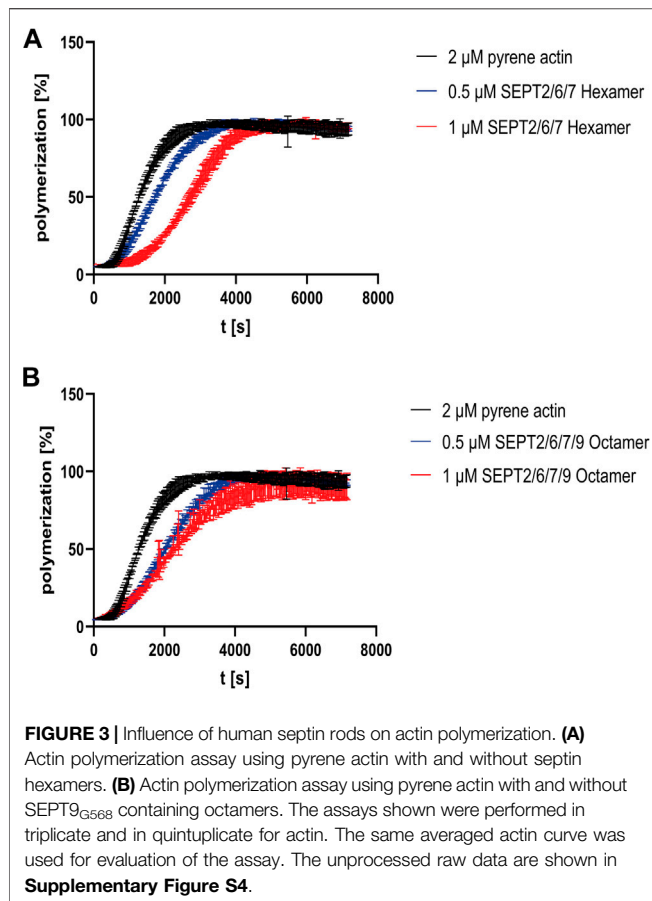 A
150
100
50
0
polymerization [%]
0 2000 4000 6000 8000
t [s]
2 µM pyrene actin
0.5 µM SEPT2/6/7 Hexamer
1 µM SEPT2/6/7 Hexamer
B
150
100
50
0
polymerization [%]
0 2000 4000 6000 8000
t [s]
2 µM pyrene actin
0.5 µM SEPT2/6/7/9 Octamer
1 µM SEPT2/6/7/9 Octamer
FIGURE 3 | Influence of human septin rods on actin polymerization. (A)
Actin polymerization assay using pyrene actin with and without septin
hexamers. (B) Actin polymerization assay using pyrene actin with and without
SEPT9G568 containing octamers. The assays shown were performed in
triplicate and in quintuplicate for actin. The same averaged actin curve was
used for evaluation of the assay. The unprocessed raw data are shown in
Supplementary Figure S4.